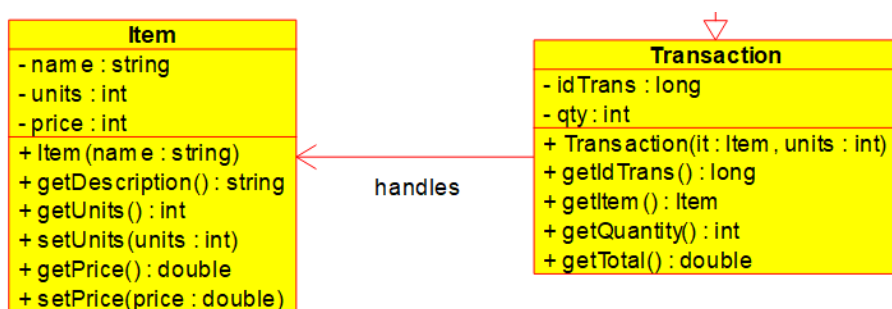 Item
- name : string
- units : int
- price : int
+ Item(name : string)
+ getDescription() : string
+ getUnits() : int
+ setUnits(units : int)
+ getPrice() : double
+ setPrice(price : double)
handles
Transaction
- idTrans : long
- qty : int
+ Transaction(it : Item, units : int)
+ getIdTrans() : long
+ getItem() : Item
+ getQuantity() : int
+ getTotal() : double